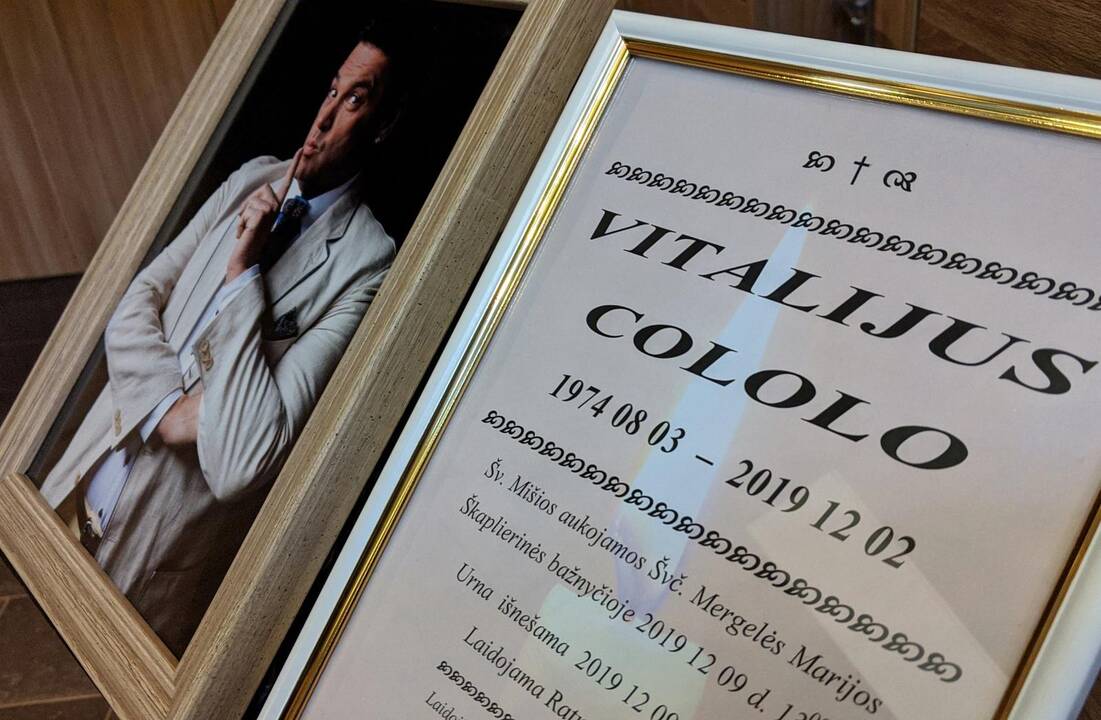 VITALIJUS
COLOLO
1974 08 03 – 2019 12 02
Šv. Mišios aukojamos Švč. Mergelės Marijos
Škaplierinės bažnyčioje 2019 12 09 d.
Urna išnešama 2019 12 09
Laidojama